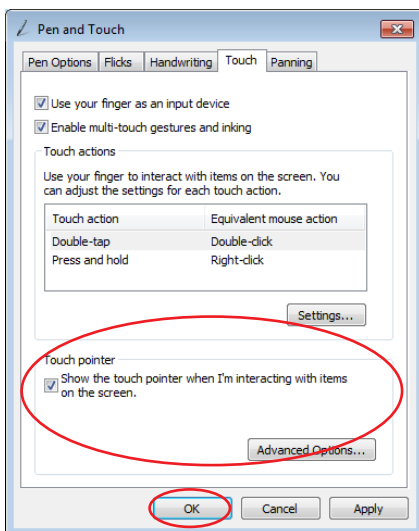 Pen and Touch
Pen Options Flicks Handwriting Touch Panning
Use your finger as an input device
Enable multi-touch gestures and inking
Touch actions
Use your finger to interact with items on the screen. You
can adjust the settings for each touch action.
Touch action Equivalent mouse action
Double-tap Double-click
Press and hold Right-click
Settings...
Touch pointer
Show the touch pointer when I'm interacting with items
on the screen.
Advanced Options...
OK Cancel Apply